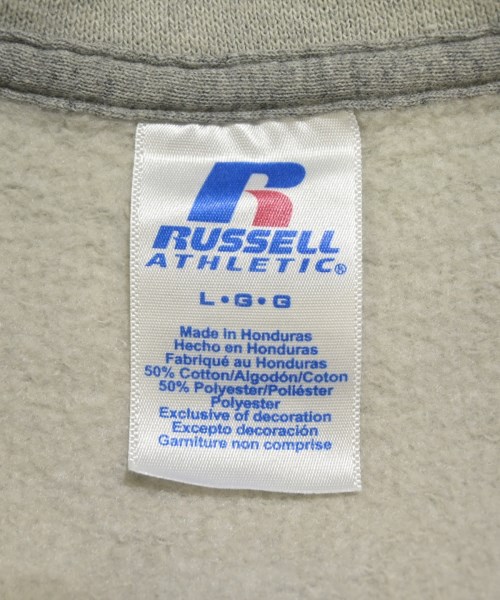 RUSSELL
ATHLETIC®
L•G•G
Made in Honduras
Hecho en Honduras
Fabriqué au Honduras
50% Cotton/Algodón/Coton
50% Polyester/Poliéster
Polyester
Exclusive of decoration
Excepto decoración
Garniture non comprise